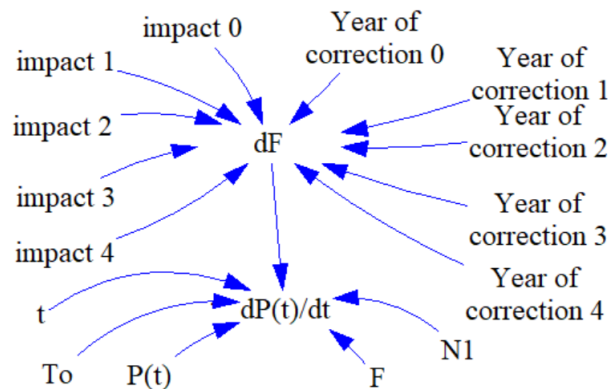 impact 0
Year of
correction 0
impact 1
Year of
correction 1
impact 2
Year of
correction 2
dF
impact 3
Year of
correction 3
impact 4
Year of
correction 4
t
dP(t)/dt
To
P(t)
F
N1